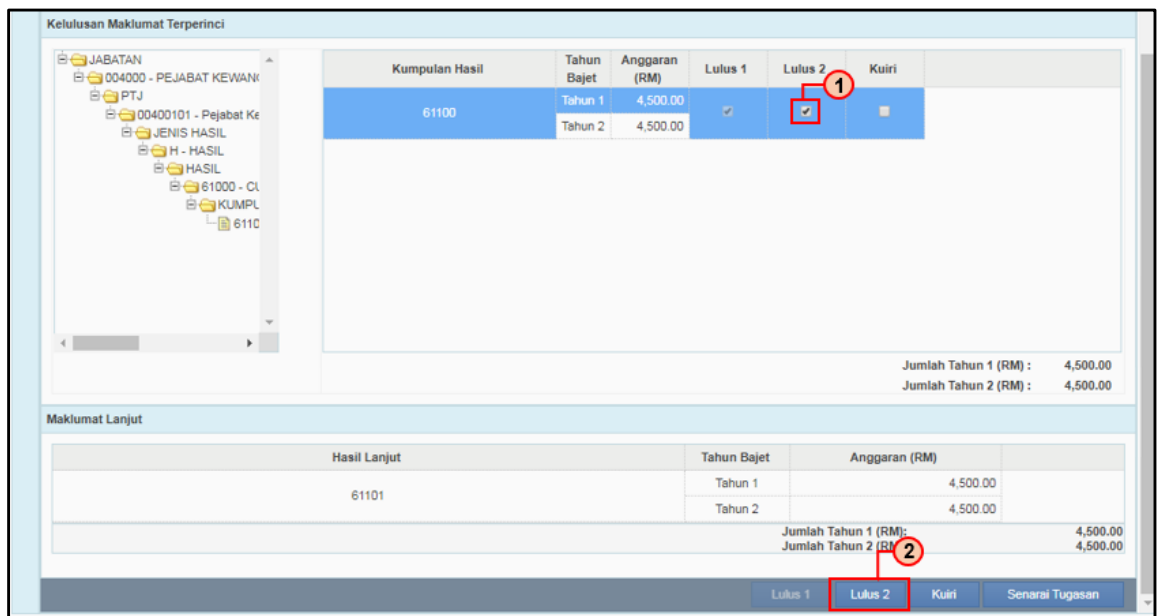 Kelulusan Maklumat Terperinci
JABATAN
004000 - PEJABAT KEWANG
PTJ
00400101 - Pejabat Ke
JENIS HASIL
H - HASIL
HASIL
61000 - CU
KUMPU
6110
Kumpulan Hasil Tahun Bajet Anggaran (RM) Lulus 1 Lulus 2 Kuiri
1
61100 Tahun 1 4,500.00
Tahun 2 4,500.00
Jumlah Tahun 1 (RM) : 4,500.00
Jumlah Tahun 2 (RM) : 4,500.00
Maklumat Lanjut
Hasil Lanjut Tahun Bajet Anggaran (RM)
61101 Tahun 1 4,500.00
Tahun 2 4,500.00
Jumlah Tahun 1 (RM): 4,500.00
Jumlah Tahun 2 (RM 4,500.00
2
Lulus 1 Lulus 2 Kuiri Senarai Tugasan